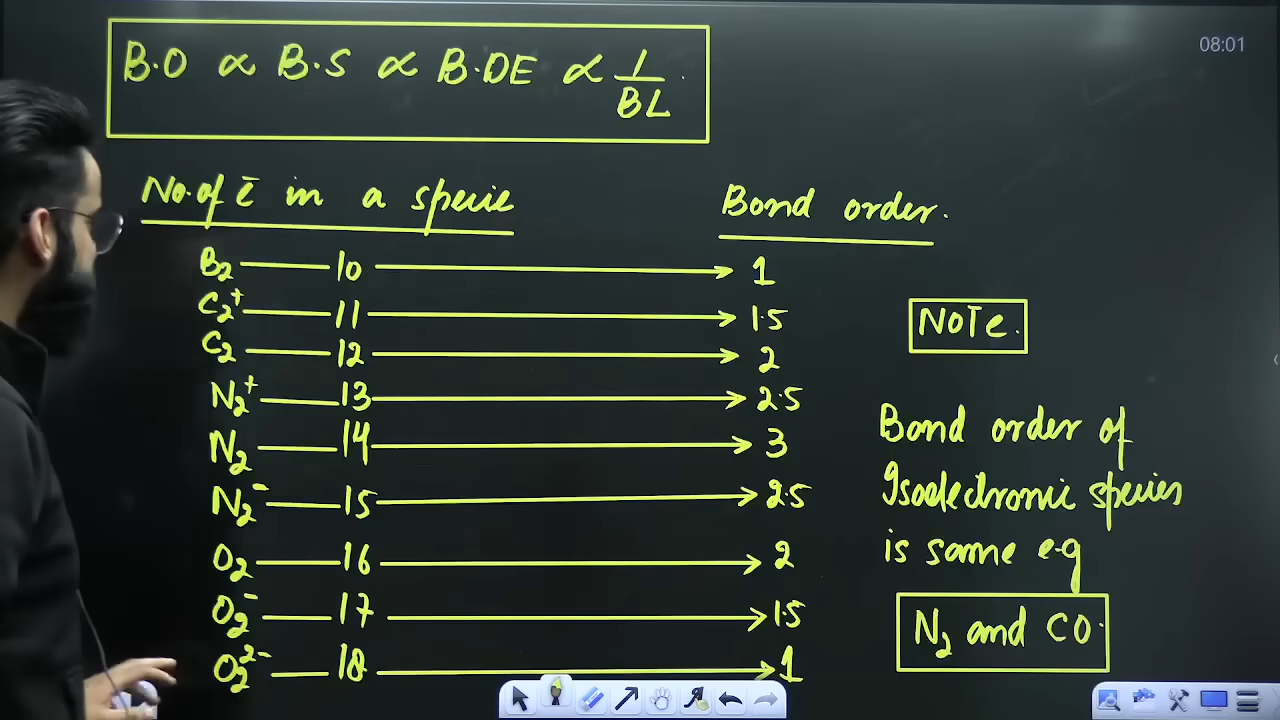 08:01
B.O ∝ B.S ∝ B.DE ∝ 1/BL
No. of ē in a specie
Bond order.
B₂ — 10 → 1
C₂⁺ — 11 → 1.5
C₂ — 12 → 2
N₂⁺ — 13 → 2.5
N₂ — 14 → 3
N₂⁻ — 15 → 2.5
O₂ — 16 → 2
O₂⁻ — 17 → 1.5
O₂²⁻ — 18 → 1
NoTe.
Bond order of
Isoelectronic species
is same e.g
N₂ and CO.